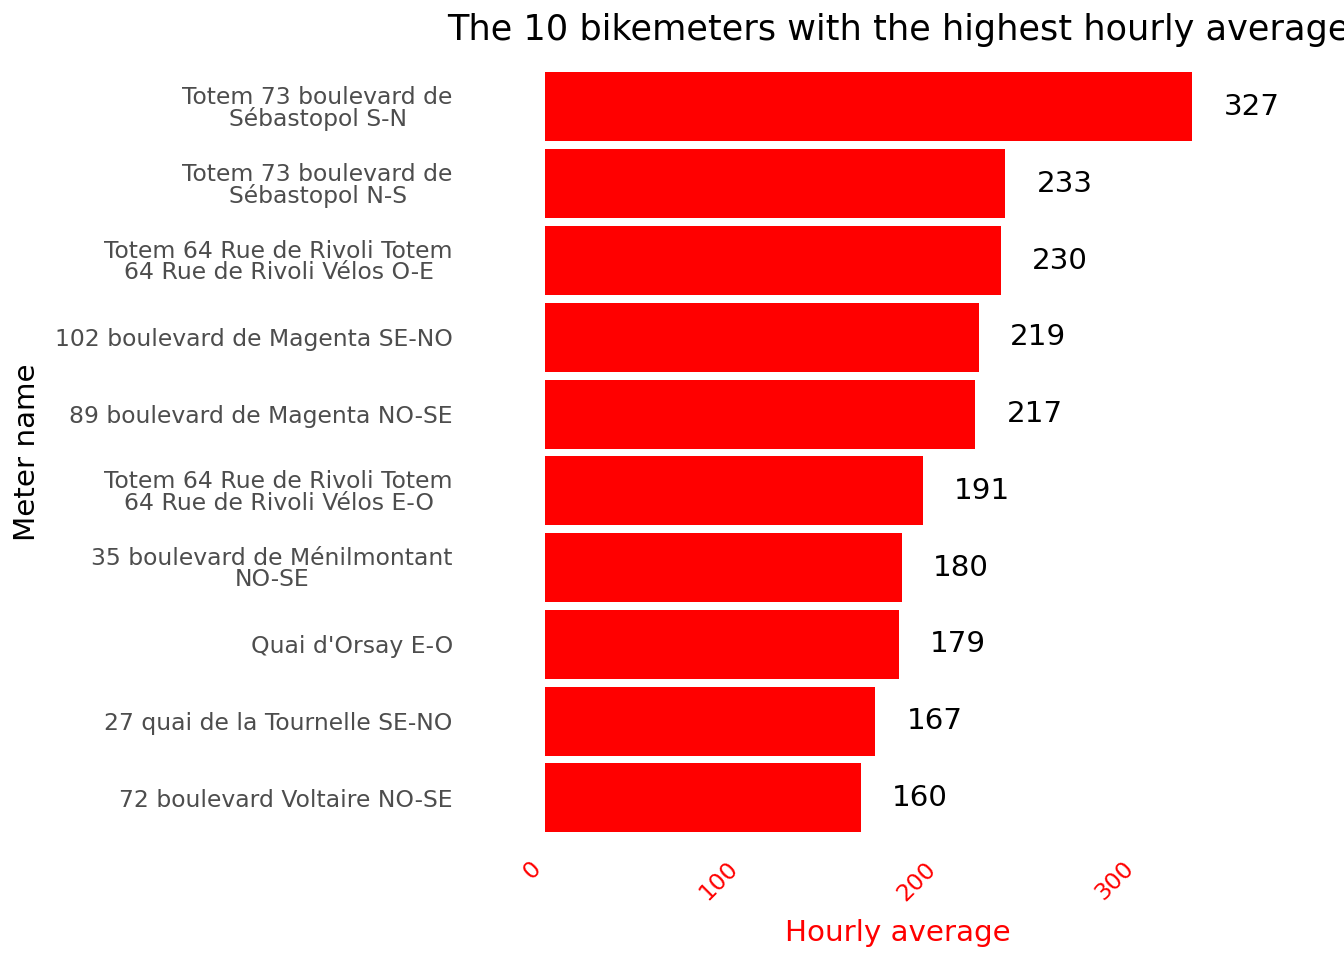 The 10 bikemeters with the highest hourly average
Totem 73 boulevard de
Sébastopol S-N
327
Totem 73 boulevard de
Sébastopol N-S
233
Totem 64 Rue de Rivoli Totem
64 Rue de Rivoli Vélos O-E
230
102 boulevard de Magenta SE-NO
219
89 boulevard de Magenta NO-SE
217
Totem 64 Rue de Rivoli Totem
64 Rue de Rivoli Vélos E-O
191
35 boulevard de Ménilmontant
NO-SE
180
Quai d'Orsay E-O
179
27 quai de la Tournelle SE-NO
167
72 boulevard Voltaire NO-SE
160
Meter name
0
100
200
300
Hourly average